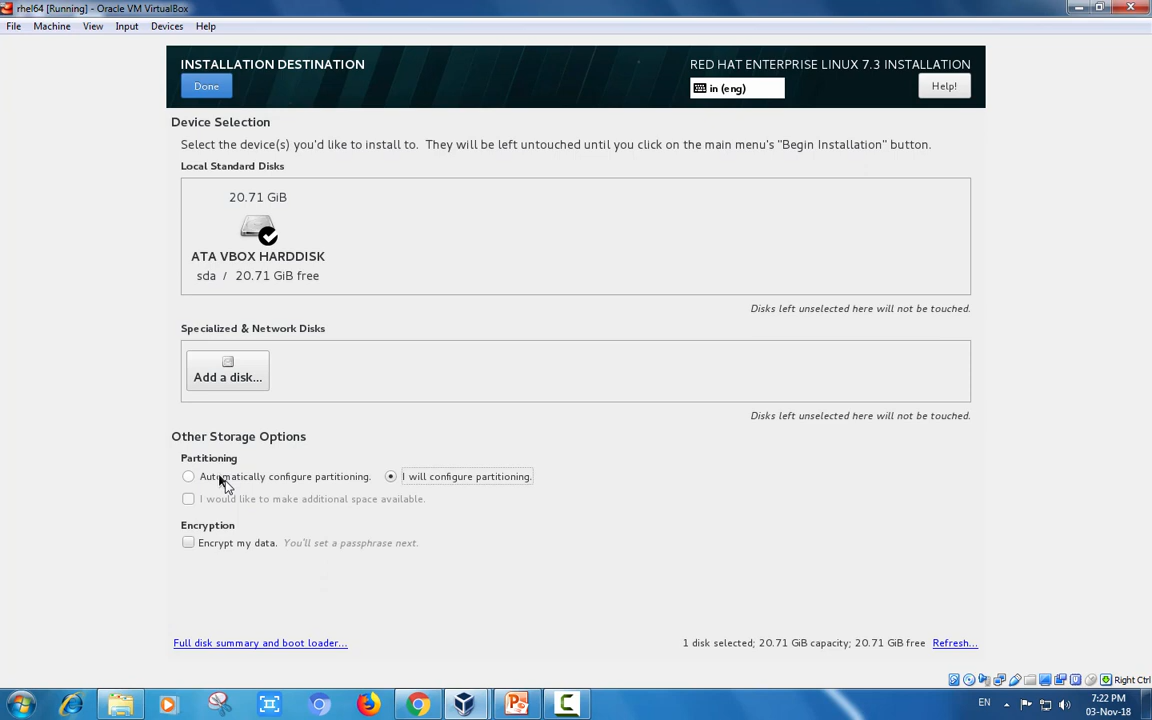 rhel64 [Running] - Oracle VM VirtualBox
File Machine View Input Devices Help
INSTALLATION DESTINATION
RED HAT ENTERPRISE LINUX 7.3 INSTALLATION
Done
in (eng)
Help!
Device Selection
Select the device(s) you'd like to install to. They will be left untouched until you click on the main menu's "Begin Installation" button.
Local Standard Disks
20.71 GiB
ATA VBOX HARDDISK
sda / 20.71 GiB free
Disks left unselected here will not be touched.
Specialized & Network Disks
Add a disk...
Disks left unselected here will not be touched.
Other Storage Options
Partitioning
Automatically configure partitioning. I will configure partitioning.
I would like to make additional space available.
Encryption
Encrypt my data. You'll set a passphrase next.
Full disk summary and boot loader...
1 disk selected; 20.71 GiB capacity; 20.71 GiB free Refresh...
Right Ctrl
EN
7:22 PM
03-Nov-18